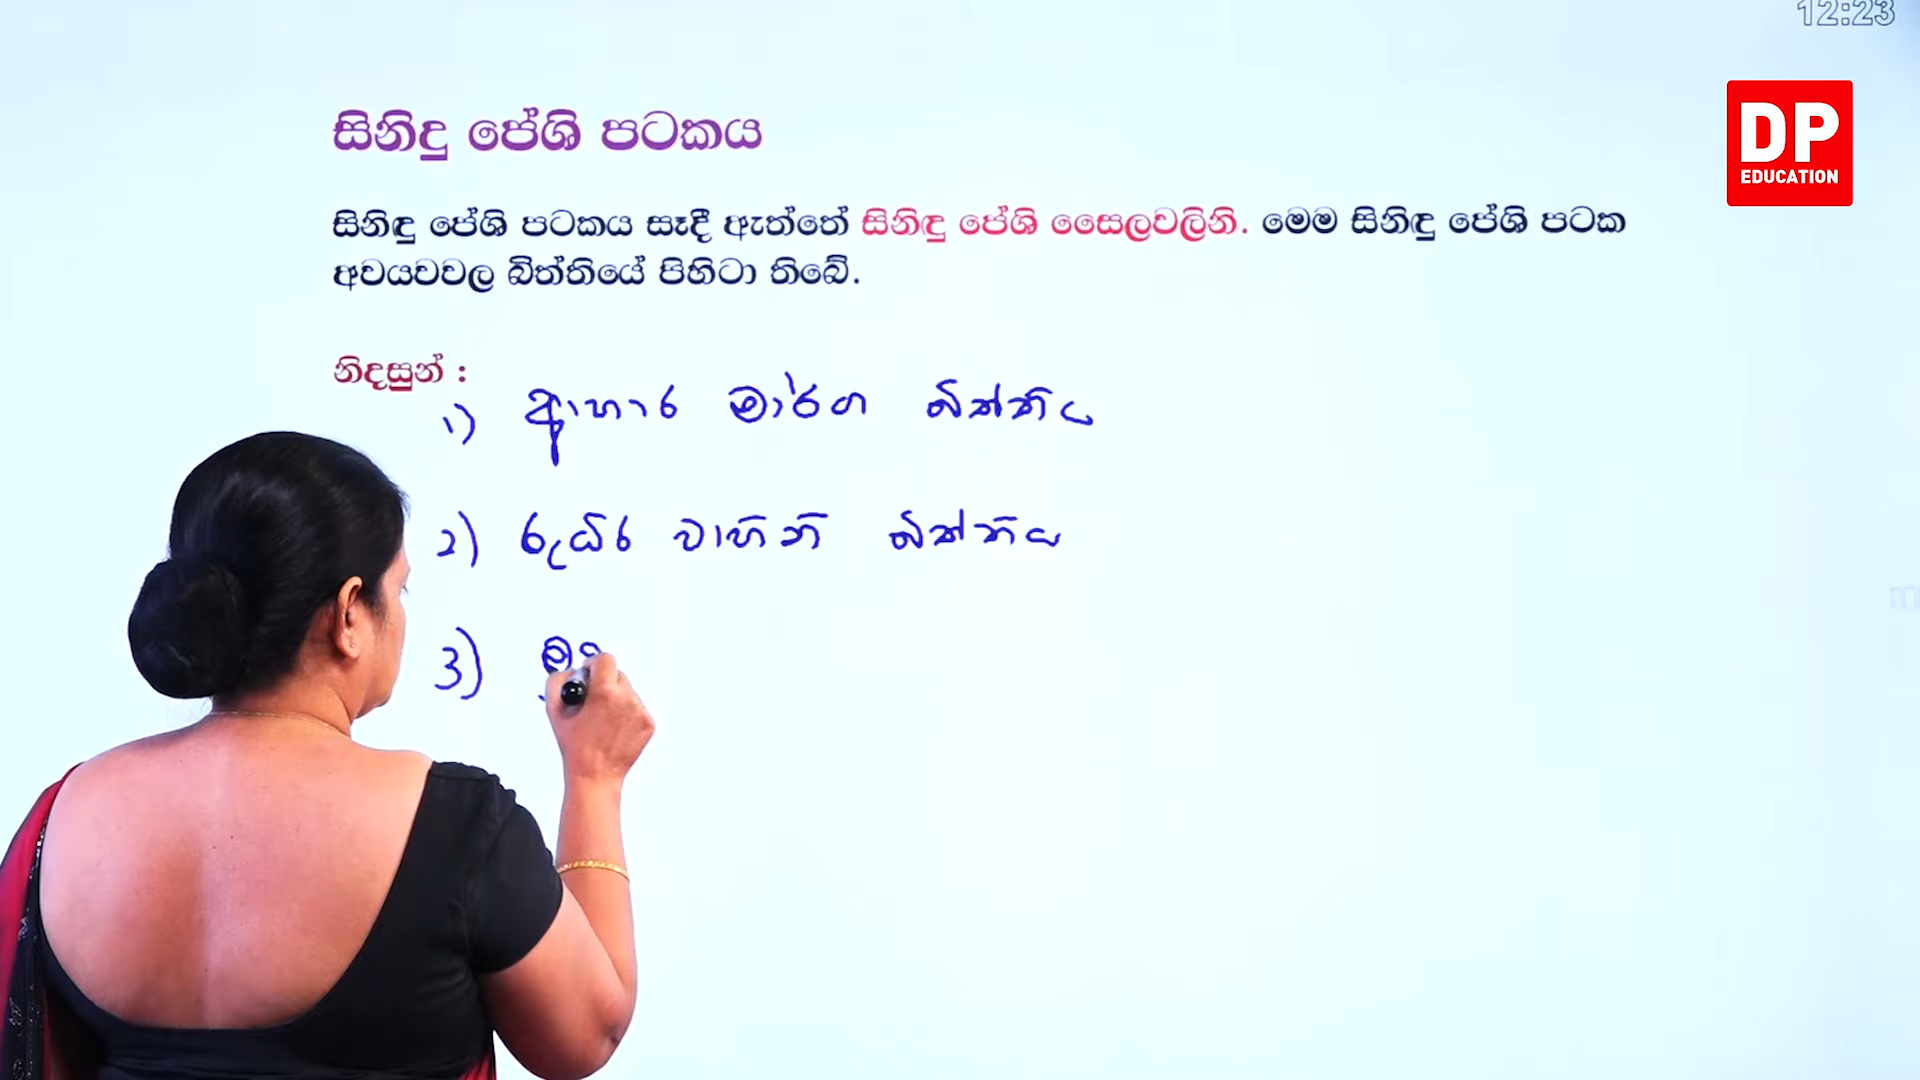 12:23
DP
EDUCATION
සිනිදු පේශි පටකය
සිනිඳු පේශි පටකය සෑදී ඇත්තේ සිනිඳු පේශි සෛලවලිනි. මෙම සිනිඳු පේශි පටක
අවයවවල බිත්තියේ පිහිටා තිබේ.
නිදසුන් :
1) ආහාර මාර්ග බිත්තිය
2) රුධිර වාහිනි බිත්තිය
3)